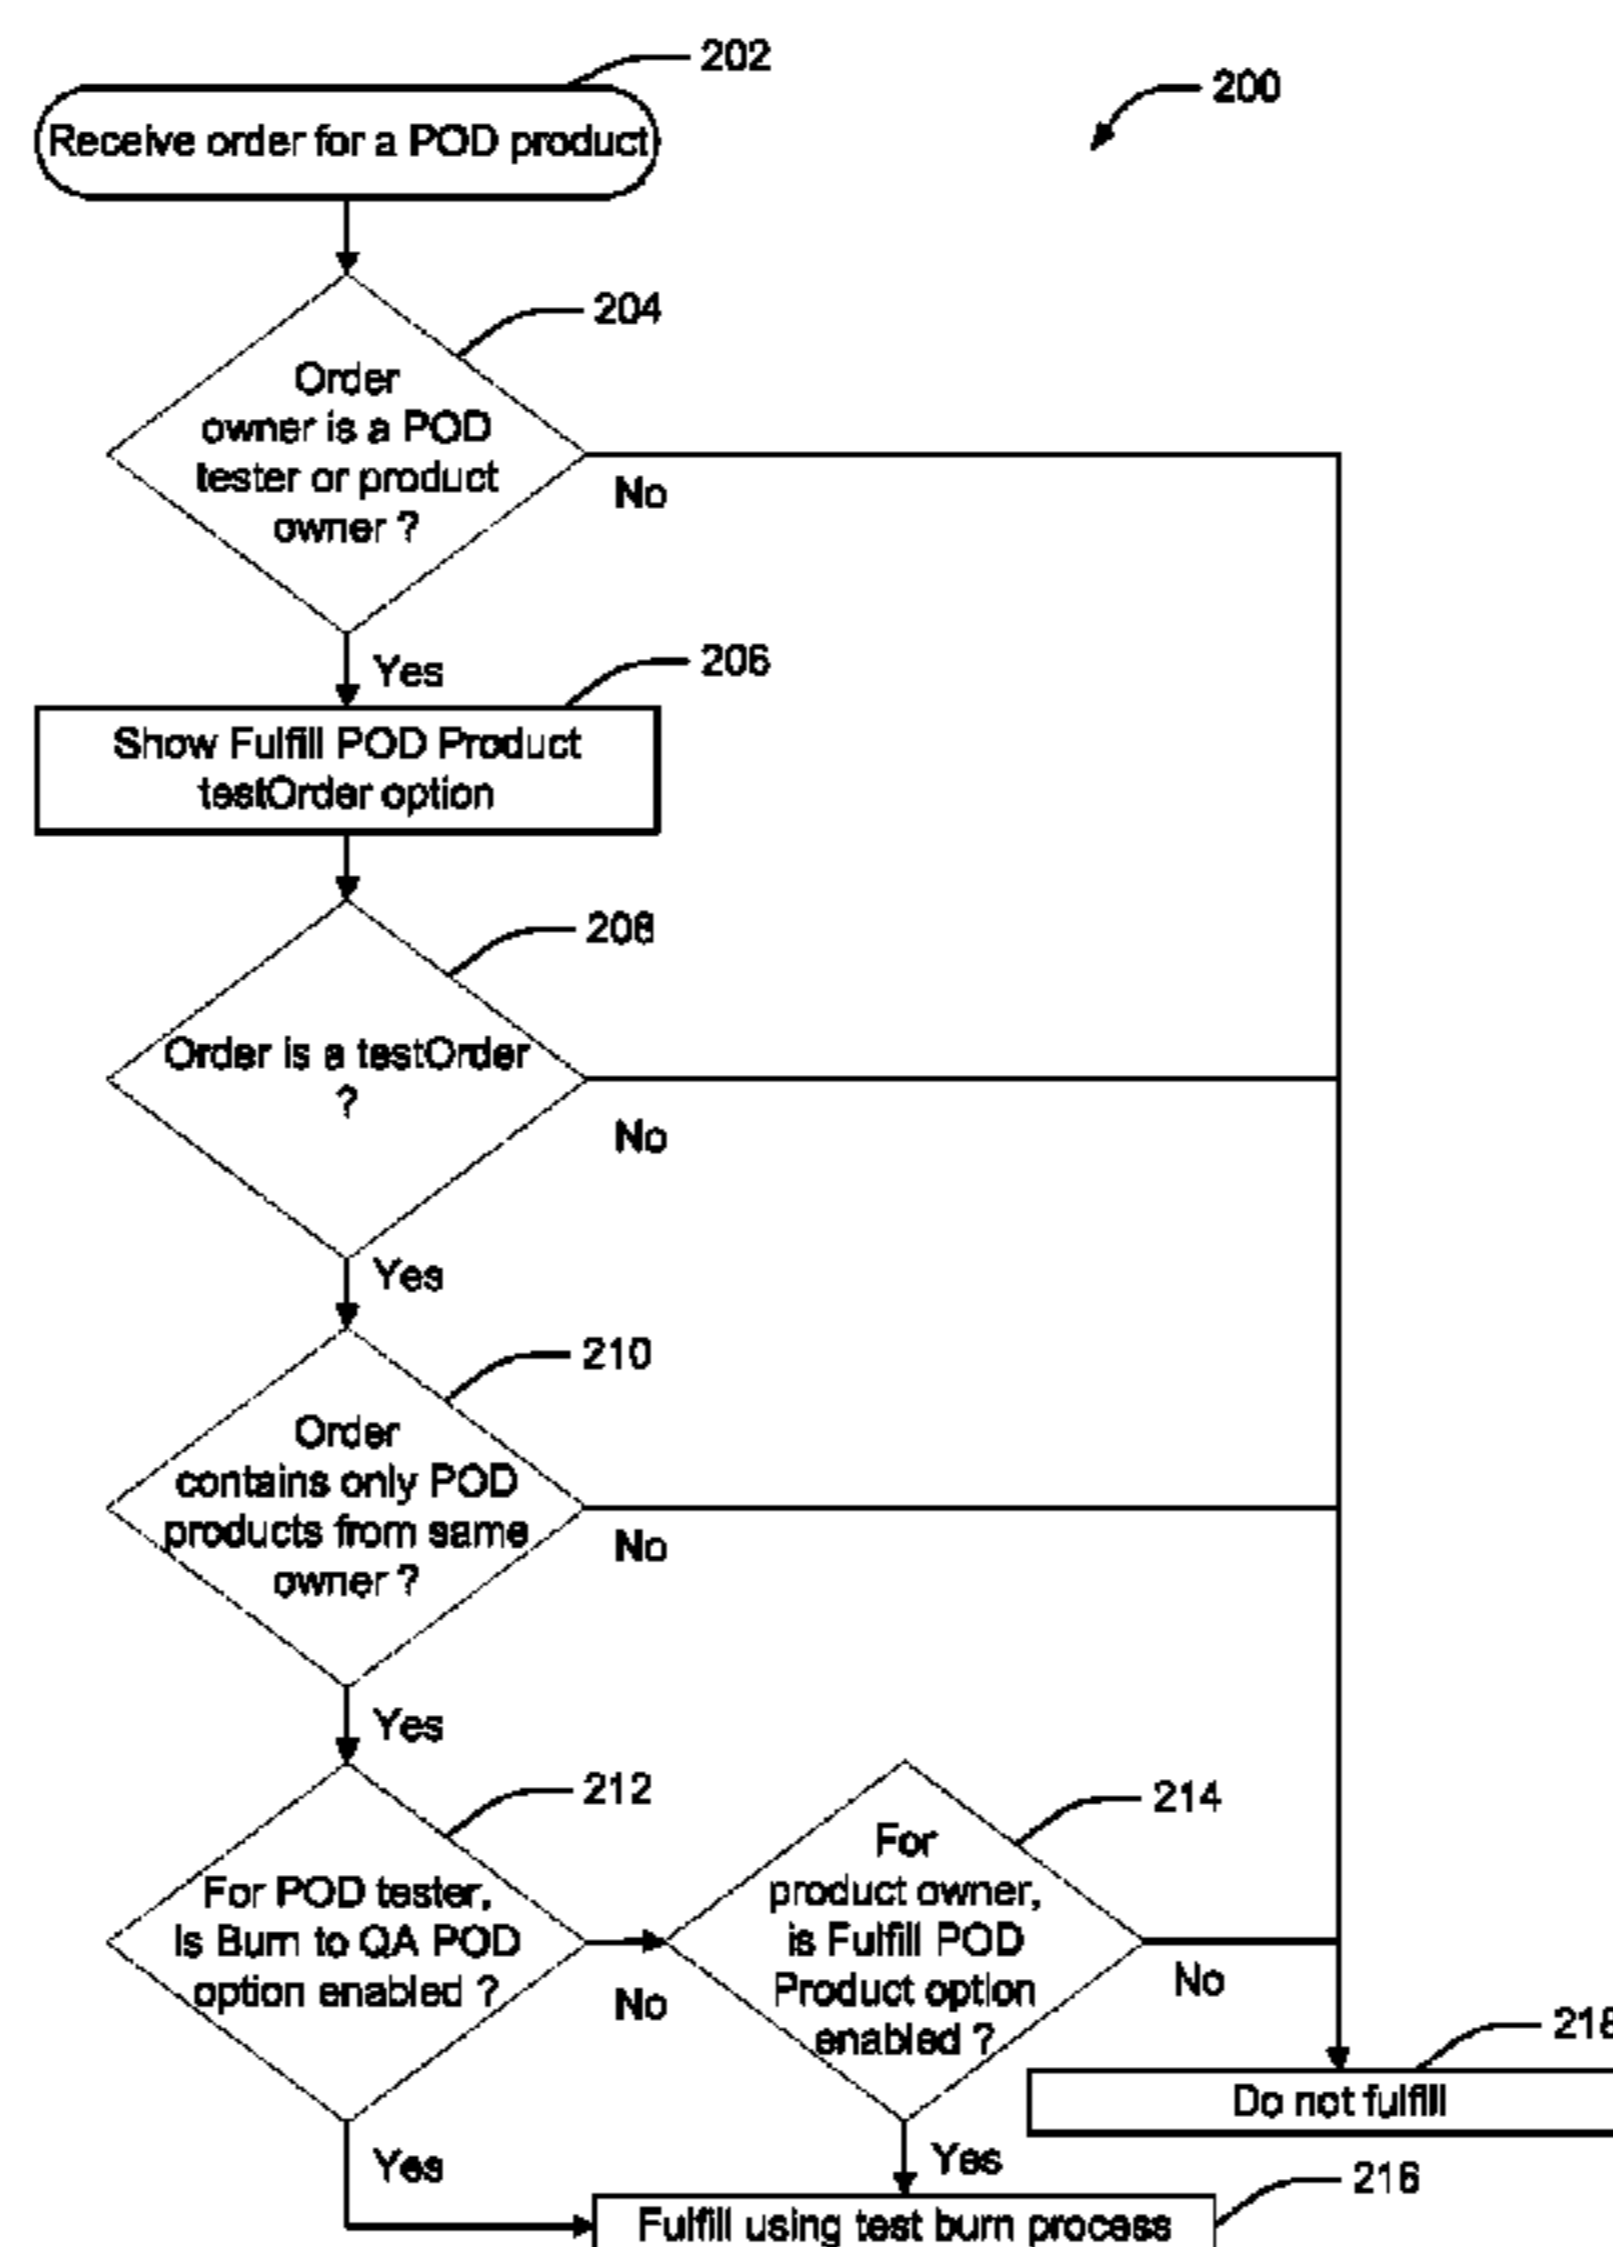 202
200
Receive order for a POD product
204
Order
owner is a POD
tester or product
owner ?
No
Yes
206
Show Fulfill POD Product
testOrder option
208
Order is a testOrder
?
No
Yes
210
Order
contains only POD
products from same
owner ?
No
Yes
212
For POD tester,
Is Burn to QA POD
option enabled ?
No
Yes
214
For
product owner,
is Fulfill POD
Product option
enabled ?
No
Yes
218
Do not fulfill
216
Fulfill using test burn process